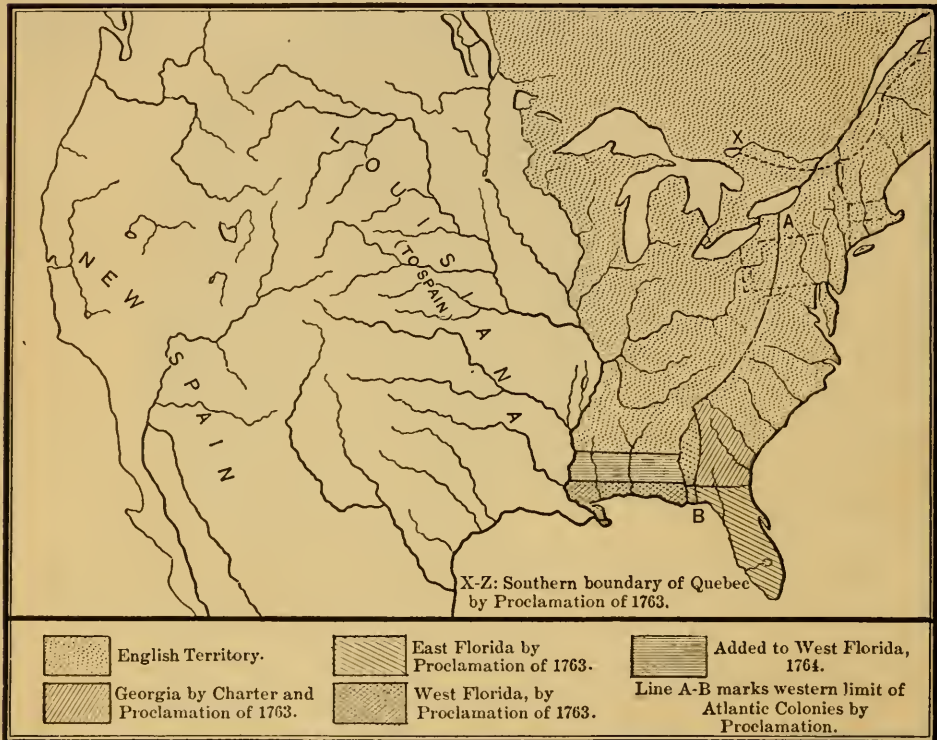 LOUISIANA
(TO SPAIN
NEW
SPAIN
X
Z
A
B
X-Z: Southern boundary of Quebec
by Proclamation of 1763.
English Territory.
Georgia by Charter and
Proclamation of 1763.
East Florida by
Proclamation of 1763.
West Florida, by
Proclamation of 1763.
Added to West Florida,
1764.
Line A-B marks western limit of
Atlantic Colonies by
Proclamation.